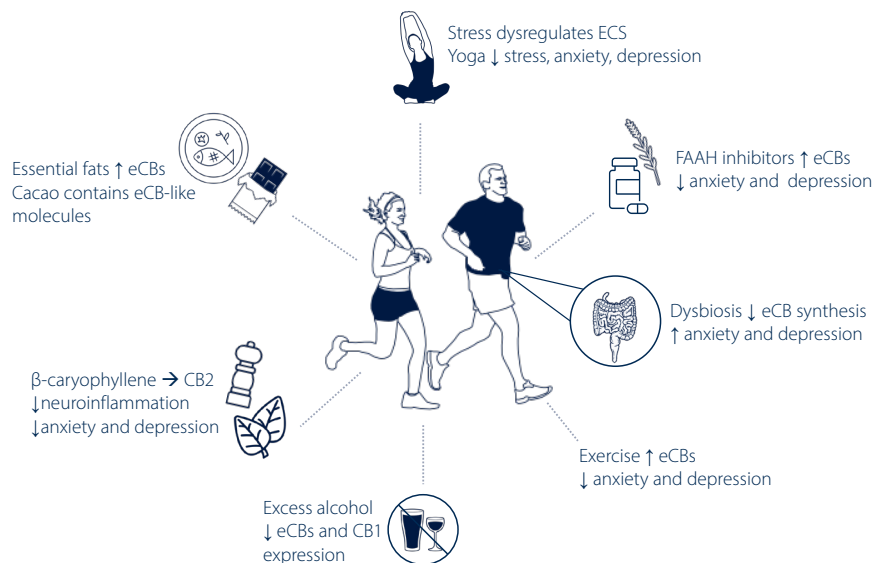 Stress dysregulates ECS
Yoga ↓ stress, anxiety, depression
Essential fats ↑ eCBs
Cacao contains eCB-like
molecules
FAAH inhibitors ↑ eCBs
↓ anxiety and depression
Dysbiosis ↓ eCB synthesis
↑ anxiety and depression
β-caryophyllene → CB2
↓neuroinflammation
↓anxiety and depression
Exercise ↑ eCBs
↓ anxiety and depression
Excess alcohol
↓ eCBs and CB1
expression